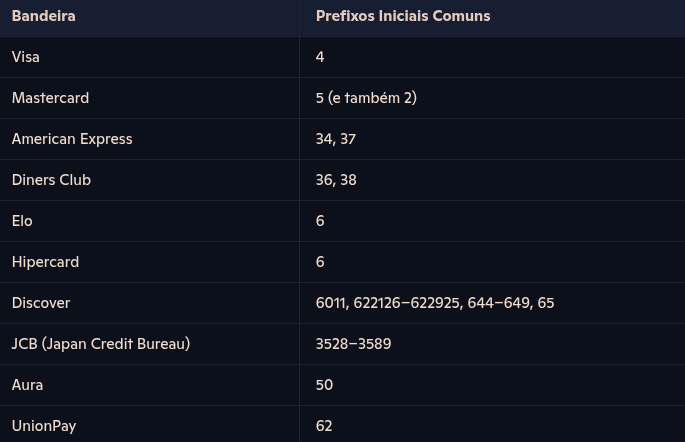 Bandeira Prefixos Iniciais Comuns
Visa 4
Mastercard 5 (e também 2)
American Express 34, 37
Diners Club 36, 38
Elo 6
Hipercard 6
Discover 6011, 622126–622925, 644–649, 65
JCB (Japan Credit Bureau) 3528–3589
Aura 50
UnionPay 62